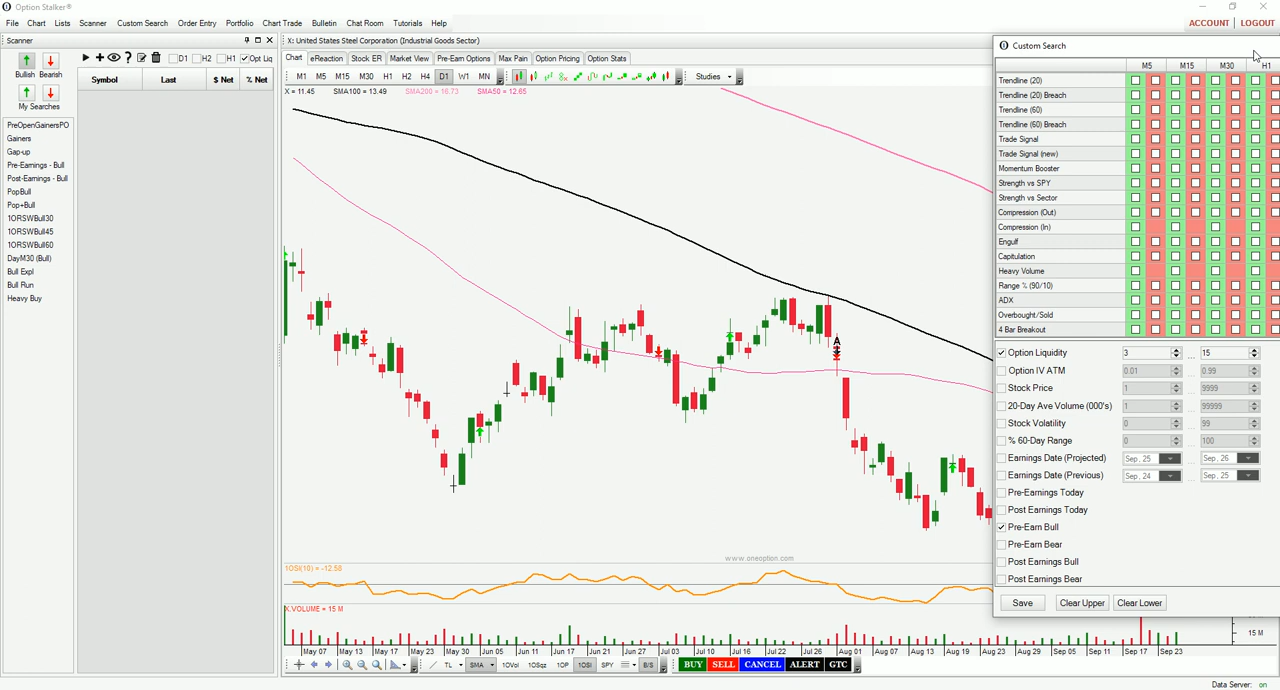 Option Stalker®
File Chart Lists Scanner Custom Search Order Entry Portfolio Chart Trade Bulletin Chat Room Tutorials Help
ACCOUNT LOGOUT
Scanner
D1 H2 H1 Opt Liq
Bullish Bearish
My Searches
Symbol Last $ Net % Net
PreOpenGainersPO
Gainers
Gap-up
Pre-Earnings - Bull
Post-Earnings - Bull
PopBull
Pop+Bull
1ORSWBull30
1ORSWBull45
1ORSWBull60
DayM30 (Bull)
Bull Expl
Bull Run
Heavy Buy
X: United States Steel Corporation (Industrial Goods Sector)
Chart eReaction Stock ER Market View Pre-Earn Options Max Pain Option Pricing Option Stats
M1 M5 M15 M30 H1 H2 H4 D1 W1 MN Studies
X = 11.45 SMA100 = 13.49 SMA200 = 16.73 SMA50 = 12.65
A
www.oneoption.com
1OSI(10) = -12.58
X.VOLUME = 15 M
15 M
May 07 May 13 May 17 May 23 May 30 Jun 05 Jun 11 Jun 17 Jun 21 Jun 27 Jul 03 Jul 10 Jul 16 Jul 22 Jul 26 Aug 01 Aug 07 Aug 13 Aug 19 Aug 23 Aug 29 Sep 05 Sep 11 Sep 17 Sep 23
TL SMA 1OVol 1OSqz 1OP 1OSI SPY B/S BUY SELL CANCEL ALERT GTC
Custom Search
M5 M15 M30 H1
Trendline (20)
Trendline (20) Breach
Trendline (60)
Trendline (60) Breach
Trade Signal
Trade Signal (new)
Momentum Booster
Strength vs SPY
Strength vs Sector
Compression (Out)
Compression (In)
Engulf
Capitulation
Heavy Volume
Range % (90/10)
ADX
Overbought/Sold
4 Bar Breakout
Option Liquidity 3 ... 15
Option IV ATM 0.01 ... 0.99
Stock Price 1 ... 9999
20-Day Ave Volume (000's) 1 ... 99999
Stock Volatility 0 ... 99
% 60-Day Range 0 ... 100
Earnings Date (Projected) Sep. 25 ... Sep. 26
Earnings Date (Previous) Sep. 24 ... Sep. 25
Pre-Earnings Today
Post Earnings Today
Pre-Earn Bull
Pre-Earn Bear
Post Earnings Bull
Post Earnings Bear
Save Clear Upper Clear Lower
Data Server: on